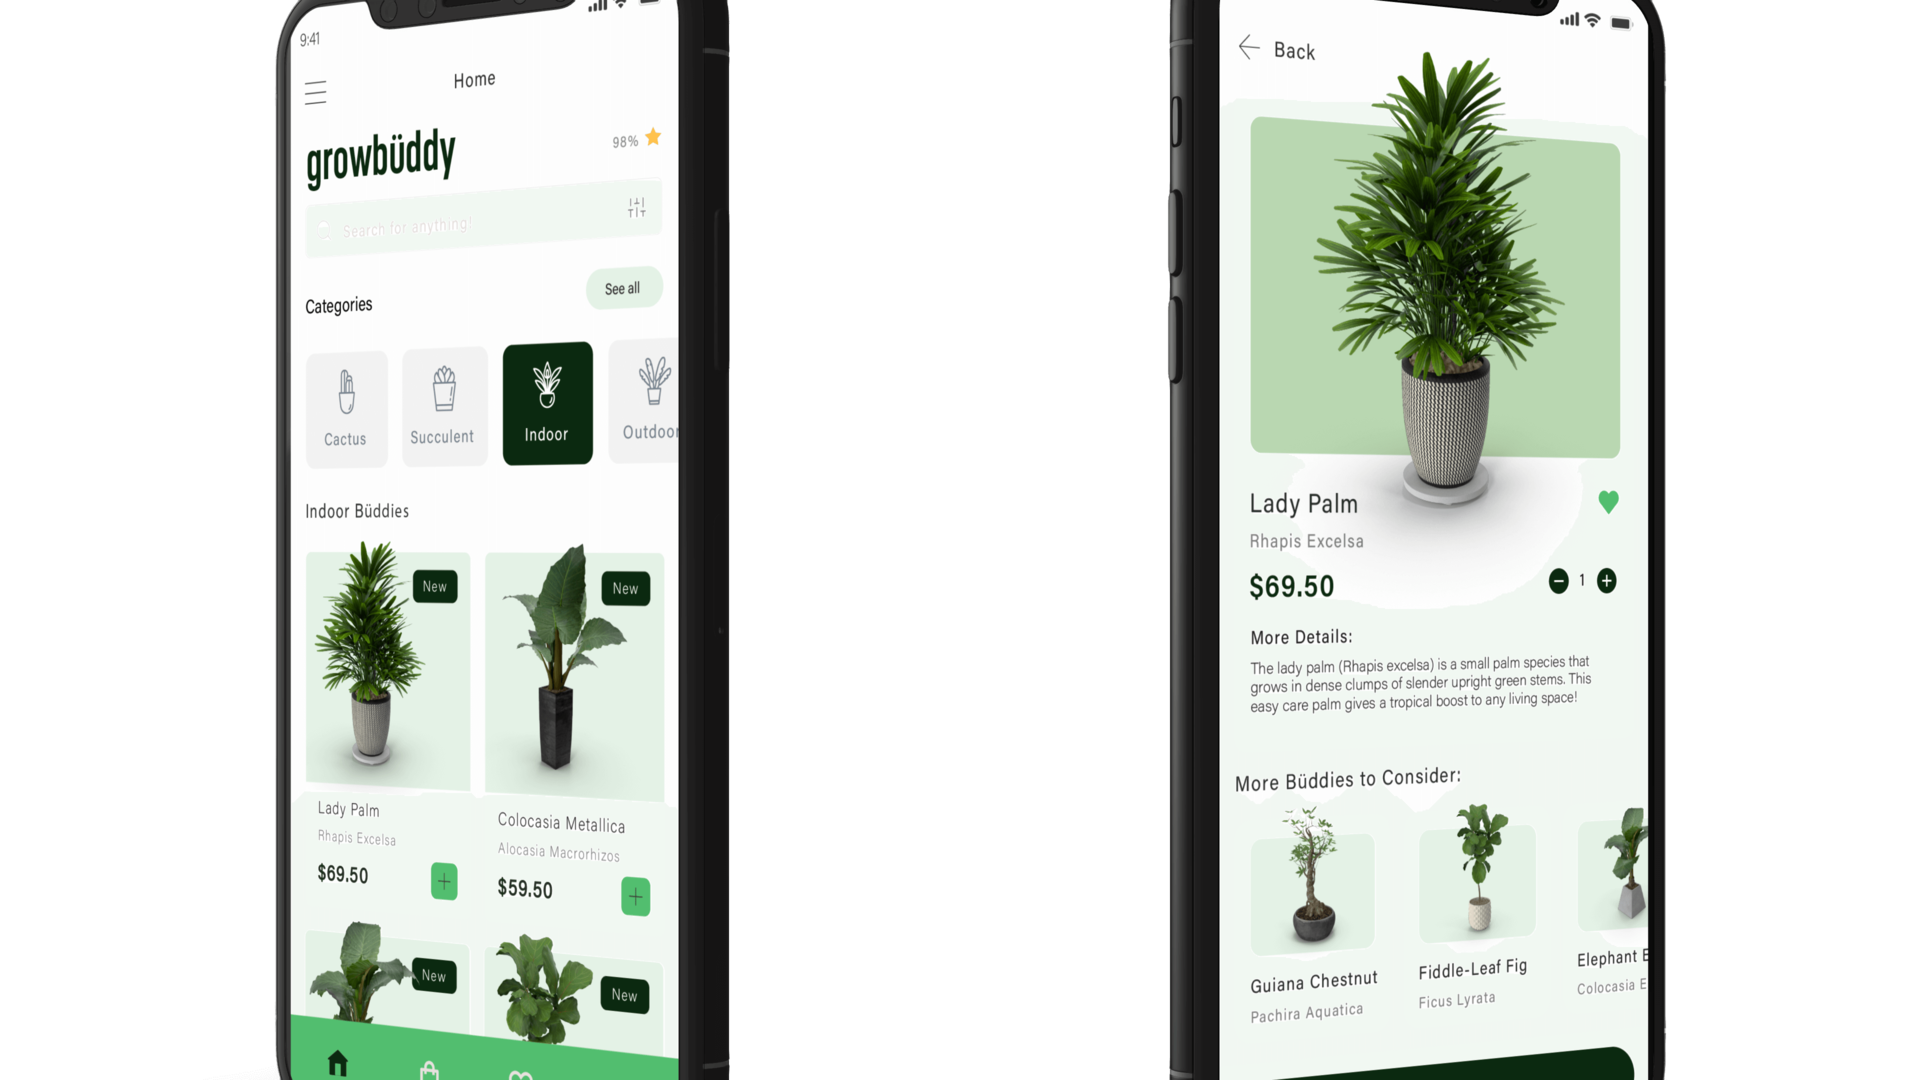 9:41
Home
growbüddy
98%
Search for anything!
See all
Categories
Cactus
Succulent
Indoor
Outdoor
Indoor Büddies
New
New
Lady Palm
Rhapis Excelsa
$69.50
Colocasia Metallica
Alocasia Macrorhizos
$59.50
New
New
Back
Lady Palm
Rhapis Excelsa
$69.50
1
More Details:
The lady palm (Rhapis excelsa) is a small palm species that
grows in dense clumps of slender upright green stems. This
easy care palm gives a tropical boost to any living space!
More Büddies to Consider:
Guiana Chestnut
Pachira Aquatica
Fiddle-Leaf Fig
Ficus Lyrata
Elephant
Colocasia